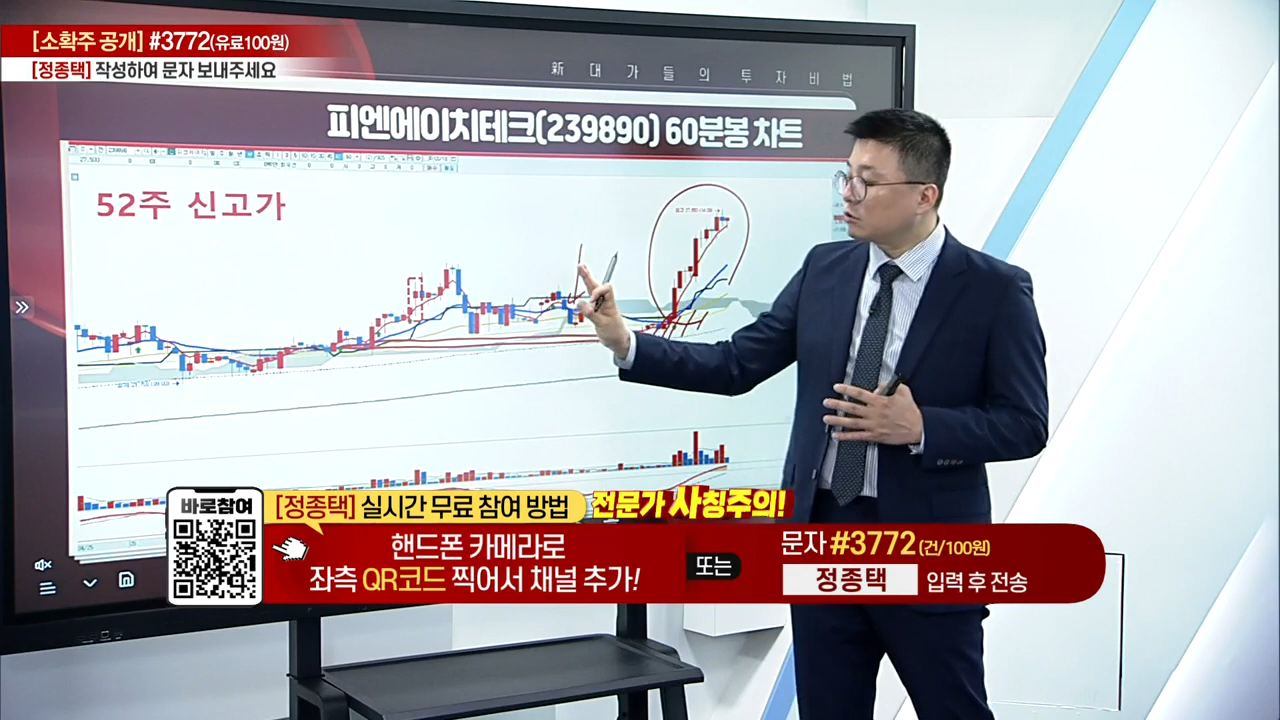 [소확주 공개] #3772(유료100원)
[정종택] 작성하여 문자 보내주세요
新 대가들의 투자비법
피엔에이치테크(239890) 60분봉 차트
52주 신고가
바로참여
[정종택] 실시간 무료 참여 방법
전문가 사칭주의!
핸드폰 카메라로
좌측 QR코드 찍어서 채널 추가!
또는
문자 #3772 (건/100원)
정종택 입력 후 전송